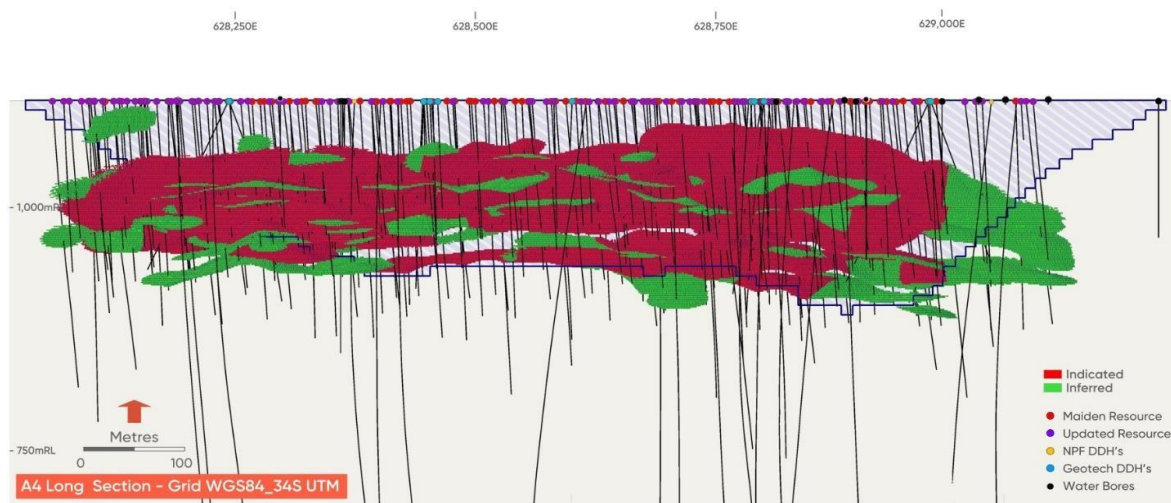 628,250E 628,500E 628,750E 629,000E
- 1,000mRL
Indicated
Inferred
Maiden Resource
Updated Resource
NPF DDH's
Geotech DDH's
Water Bores
Metres
0 100
- 750mRL
A4 Long Section - Grid WGS84_34S UTM